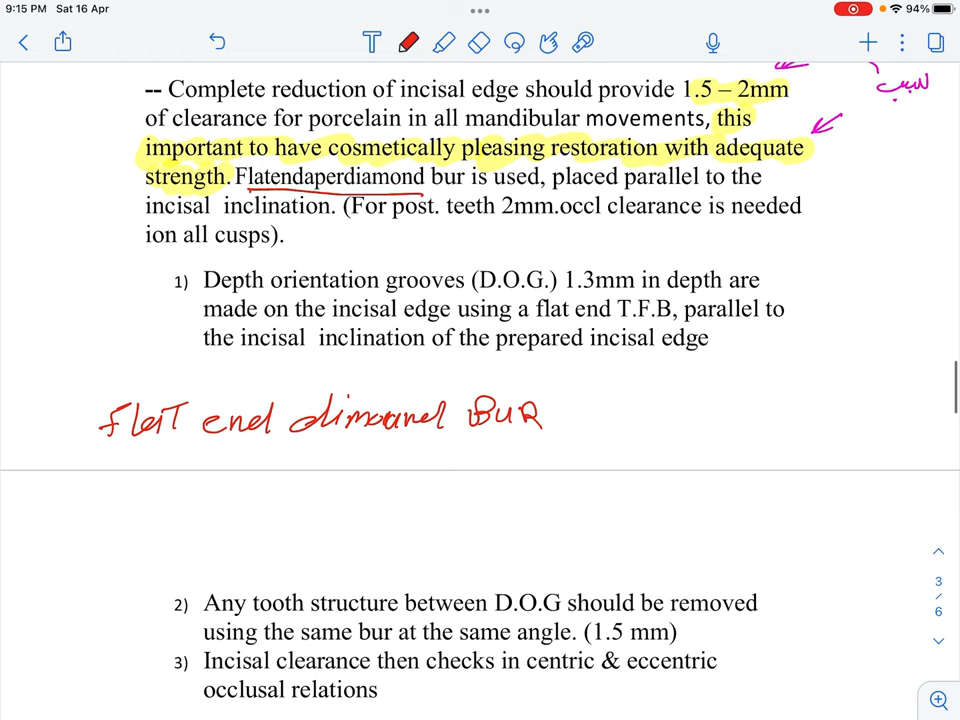 9:15 PM Sat 16 Apr
94%
-- Complete reduction of incisal edge should provide 1.5 – 2mm
للسبب
of clearance for porcelain in all mandibular movements, this
important to have cosmetically pleasing restoration with adequate
strength. Flatendaperdiamond bur is used, placed parallel to the
incisal inclination. (For post. teeth 2mm.occl clearance is needed
ion all cusps).
1) Depth orientation grooves (D.O.G.) 1.3mm in depth are
made on the incisal edge using a flat end T.F.B, parallel to
the incisal inclination of the prepared incisal edge
flat end dimoand BUR
3
/
6
2) Any tooth structure between D.O.G should be removed
using the same bur at the same angle. (1.5 mm)
3) Incisal clearance then checks in centric & eccentric
occlusal relations